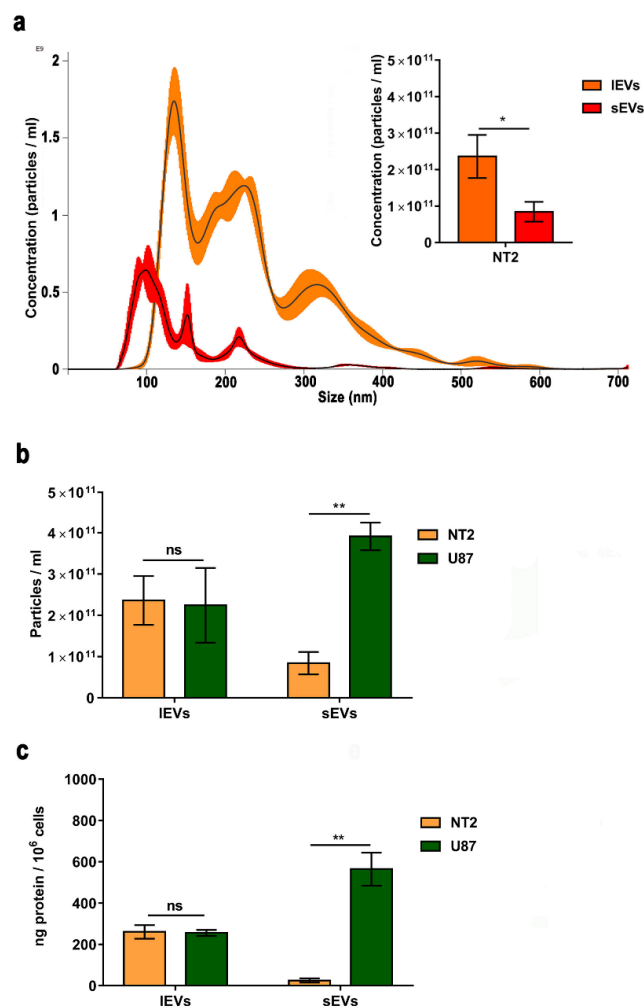 a
E9
2
1.5
1
0.5
0
Concentration (particles / ml)
100 200 300 400 500 600 700
Size (nm)
5×10¹¹
4×10¹¹
3×10¹¹
2×10¹¹
1×10¹¹
0
Concentration (particles / ml)
*
NT2
lEVs
sEVs
b
5×10¹¹
4×10¹¹
3×10¹¹
2×10¹¹
1×10¹¹
0
Particles / ml
ns
**
lEVs sEVs
NT2
U87
c
1000
800
600
400
200
0
ng protein / 10⁶ cells
ns
**
lEVs sEVs
NT2
U87